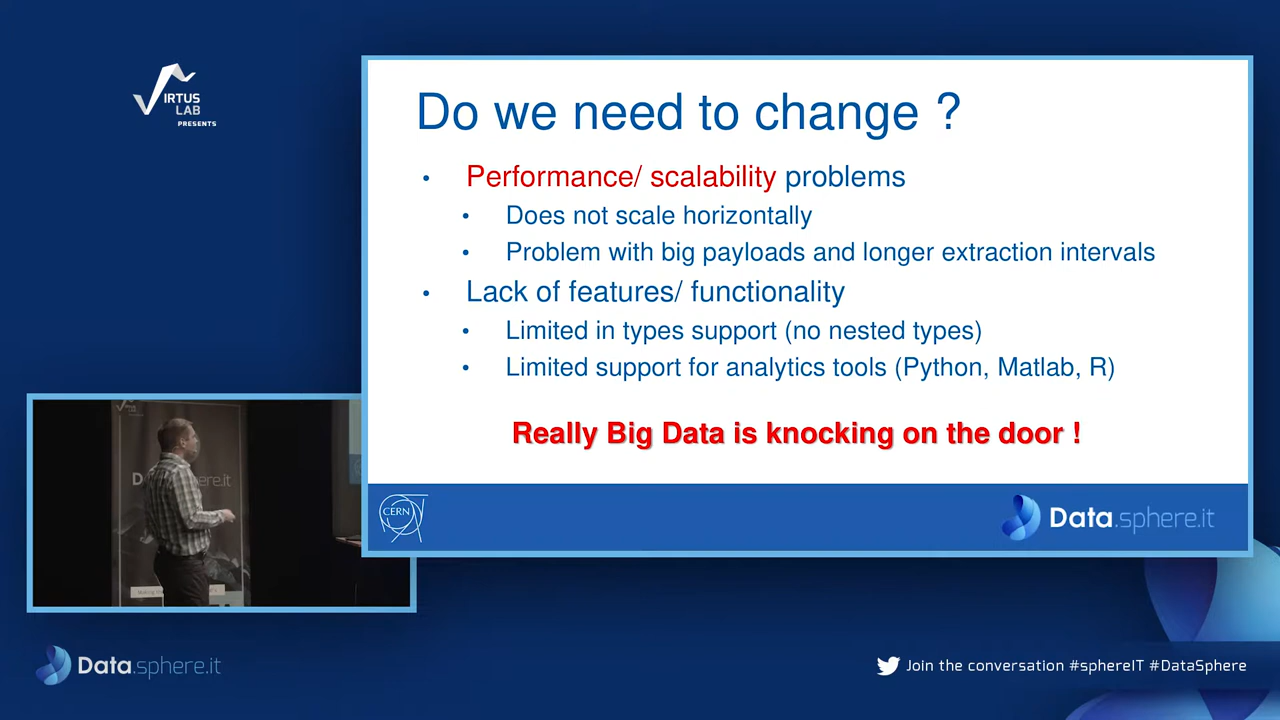 VIRTUS
LAB
PRESENTS
Do we need to change ?
• Performance/ scalability problems
• Does not scale horizontally
• Problem with big payloads and longer extraction intervals
• Lack of features/ functionality
• Limited in types support (no nested types)
• Limited support for analytics tools (Python, Matlab, R)
Really Big Data is knocking on the door !
CERN
Data.sphere.it
D
ere.it
Data.sphere.it
Join the conversation #sphereIT #DataSphere